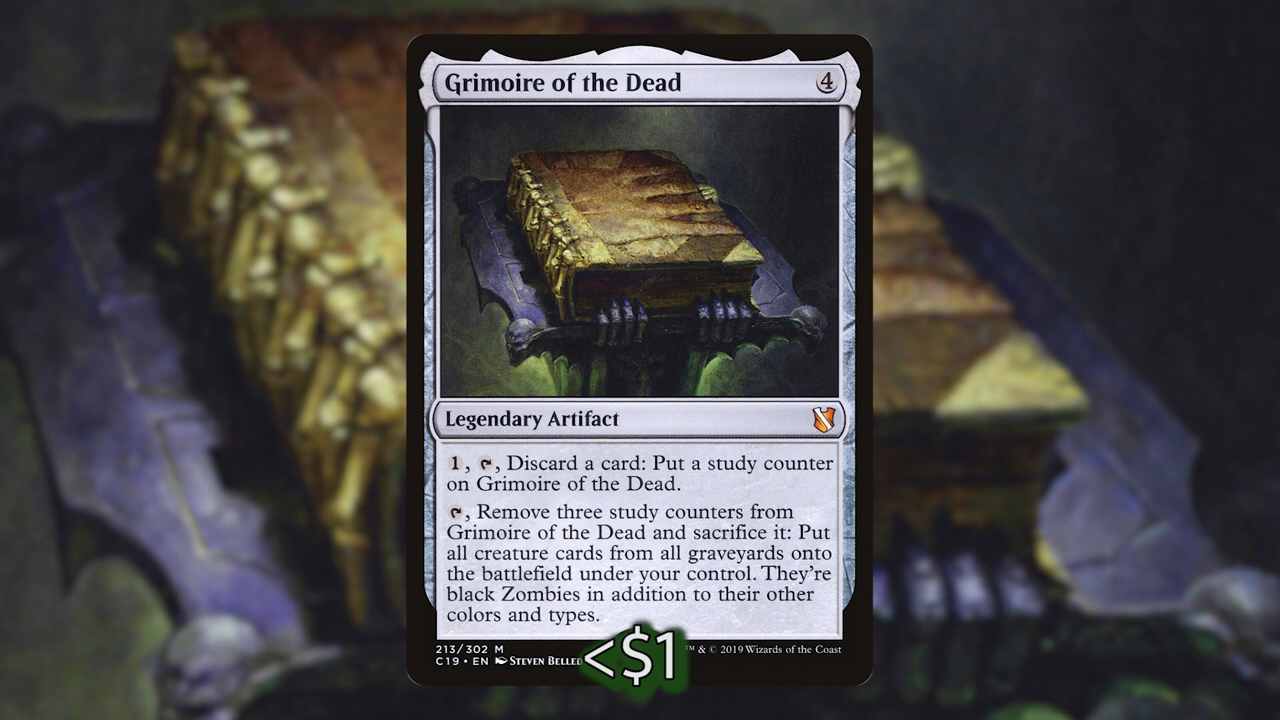 Grimoire of the Dead 4
Legendary Artifact
1, , Discard a card: Put a study counter
on Grimoire of the Dead.
, Remove three study counters from
Grimoire of the Dead and sacrifice it: Put
all creature cards from all graveyards onto
the battlefield under your control. They're
black Zombies in addition to their other
colors and types.
213/302 M
C19 • EN STEVEN BELLED
™ & © 2019 Wizards of the Coast
<$1